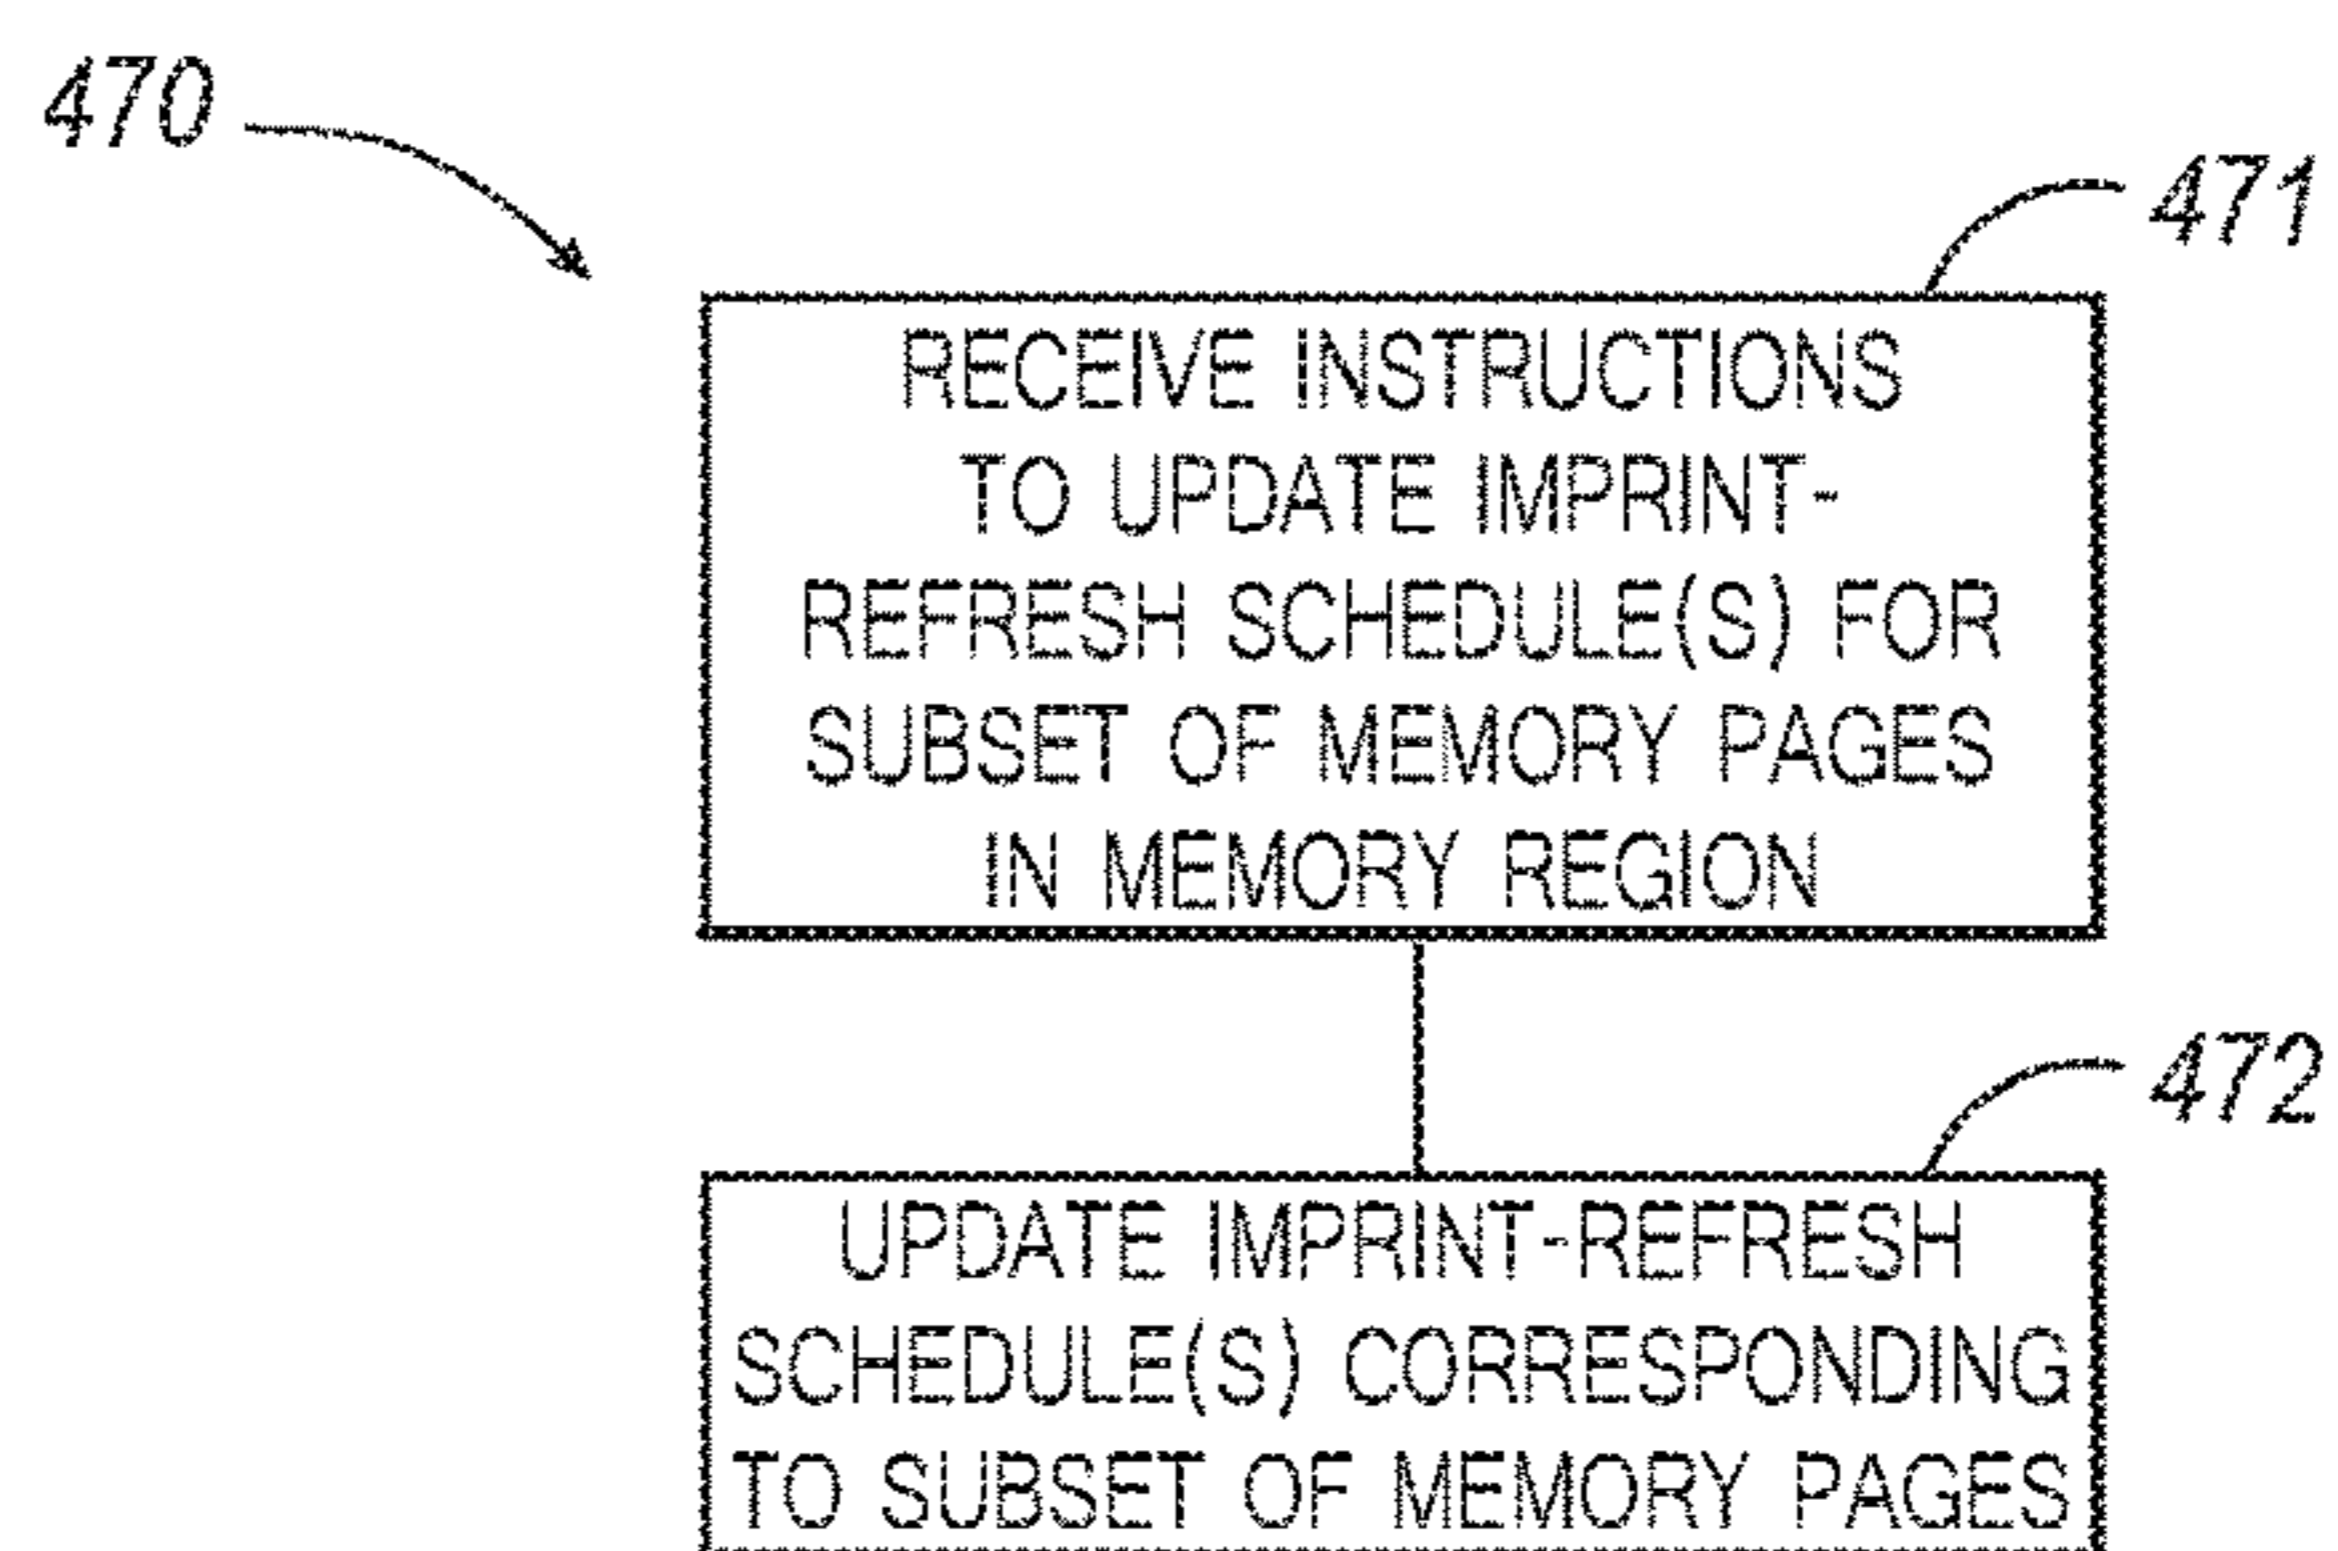 470
471
RECEIVE INSTRUCTIONS
TO UPDATE IMPRINT-
REFRESH SCHEDULE(S) FOR
SUBSET OF MEMORY PAGES
IN MEMORY REGION
472
UPDATE IMPRINT-REFRESH
SCHEDULE(S) CORRESPONDING
TO SUBSET OF MEMORY PAGES